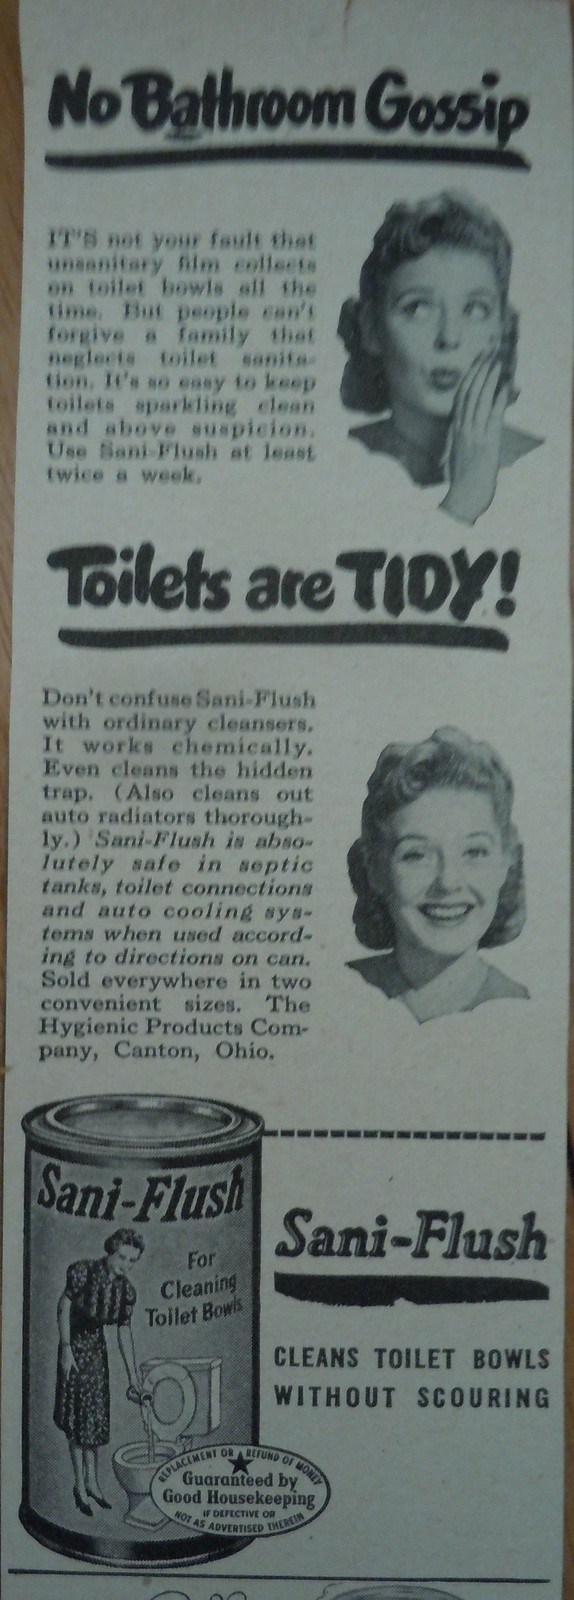 No Bathroom Gossip
IT'S not your fault that
unsanitary film collects
on toilet bowls all the
time. But people can't
forgive a family that
neglects toilet sanita-
tion. It's so easy to keep
toilets sparkling clean
and above suspicion.
Use Sani-Flush at least
twice a week.
Toilets are TIDY!
Don't confuse Sani-Flush
with ordinary cleansers.
It works chemically.
Even cleans the hidden
trap. (Also cleans out
auto radiators thorough-
ly.) Sani-Flush is abso-
lutely safe in septic
tanks, toilet connections
and auto cooling sys-
tems when used accord-
ing to directions on can.
Sold everywhere in two
convenient sizes. The
Hygienic Products Com-
pany, Canton, Ohio.
Sani-Flush
For
Cleaning
Toilet Bowls
REPLACEMENT OR REFUND OF MONEY
Guaranteed by
Good Housekeeping
IF DEFECTIVE OR
NOT AS ADVERTISED THEREIN
Sani-Flush
CLEANS TOILET BOWLS
WITHOUT SCOURING